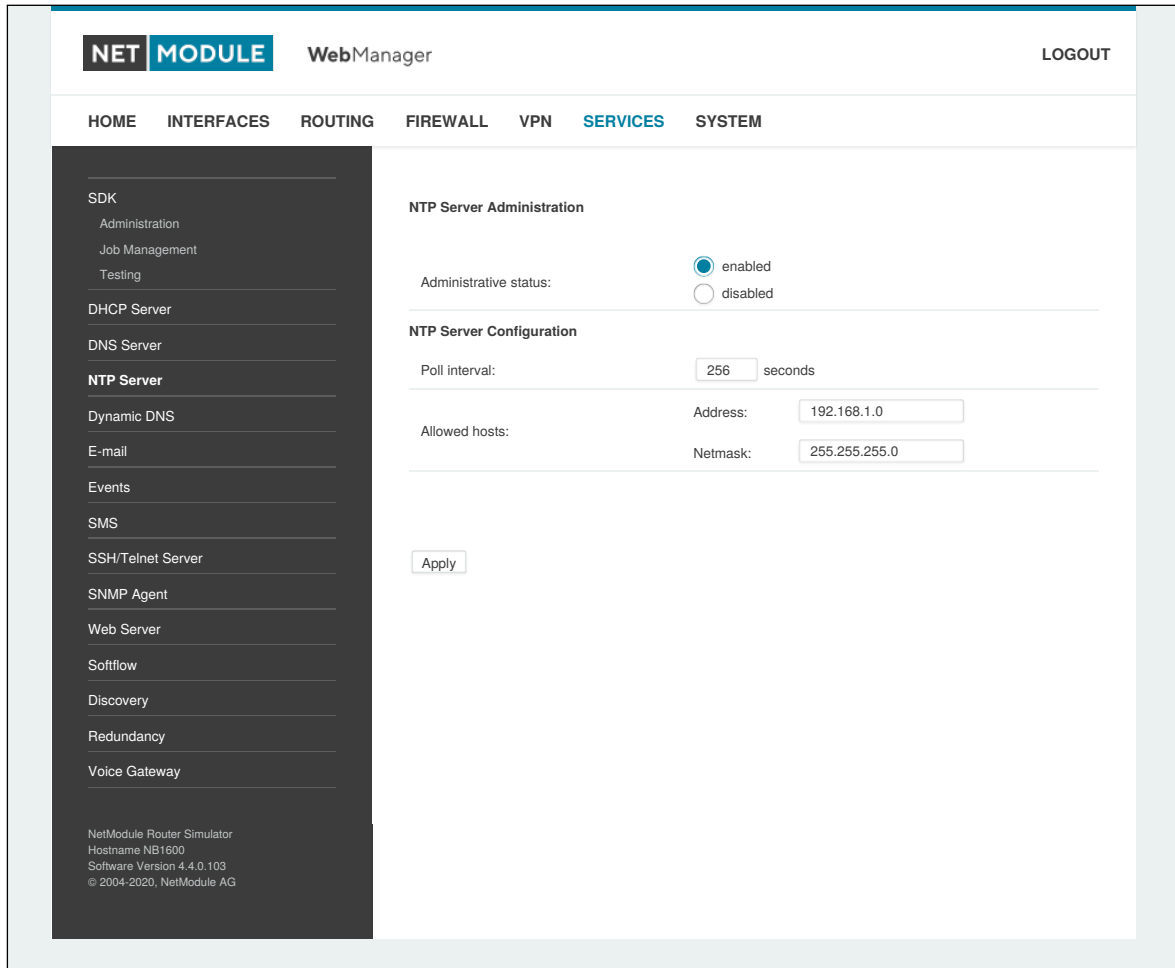 NET MODULE WebManager LOGOUT
HOME INTERFACES ROUTING FIREWALL VPN SERVICES SYSTEM
SDK
Administration
Job Management
Testing
DHCP Server
DNS Server
NTP Server
Dynamic DNS
E-mail
Events
SMS
SSH/Telnet Server
SNMP Agent
Web Server
Softflow
Discovery
Redundancy
Voice Gateway
NetModule Router Simulator
Hostname NB1600
Software Version 4.4.0.103
© 2004-2020, NetModule AG
NTP Server Administration
Administrative status:
enabled
disabled
NTP Server Configuration
Poll interval: 256 seconds
Allowed hosts:
Address: 192.168.1.0
Netmask: 255.255.255.0
Apply